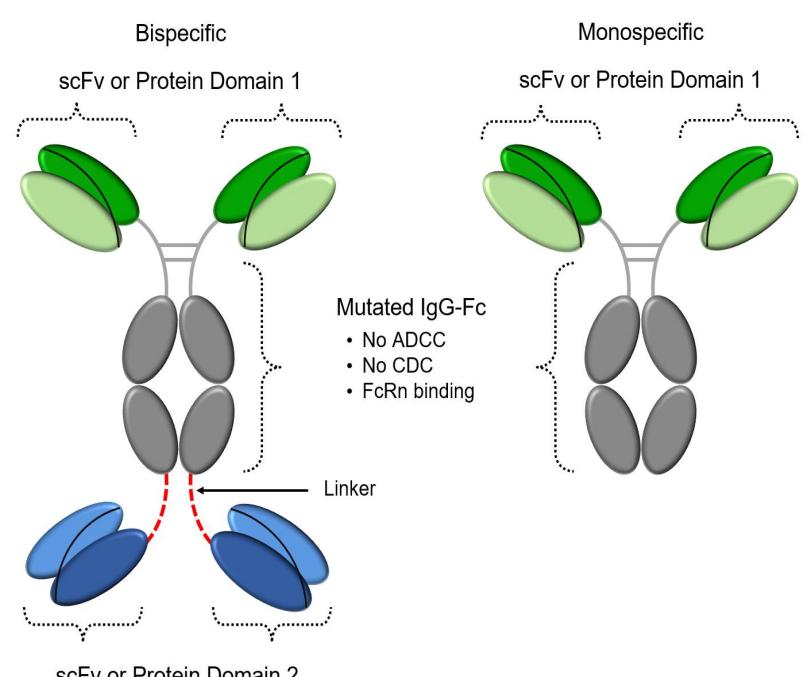 Bispecific
scFv or Protein Domain 1
Monospecific
scFv or Protein Domain 1
Mutated IgG-Fc
• No ADCC
• No CDC
• FcRn binding
Linker
scFv or Protein Domain 2